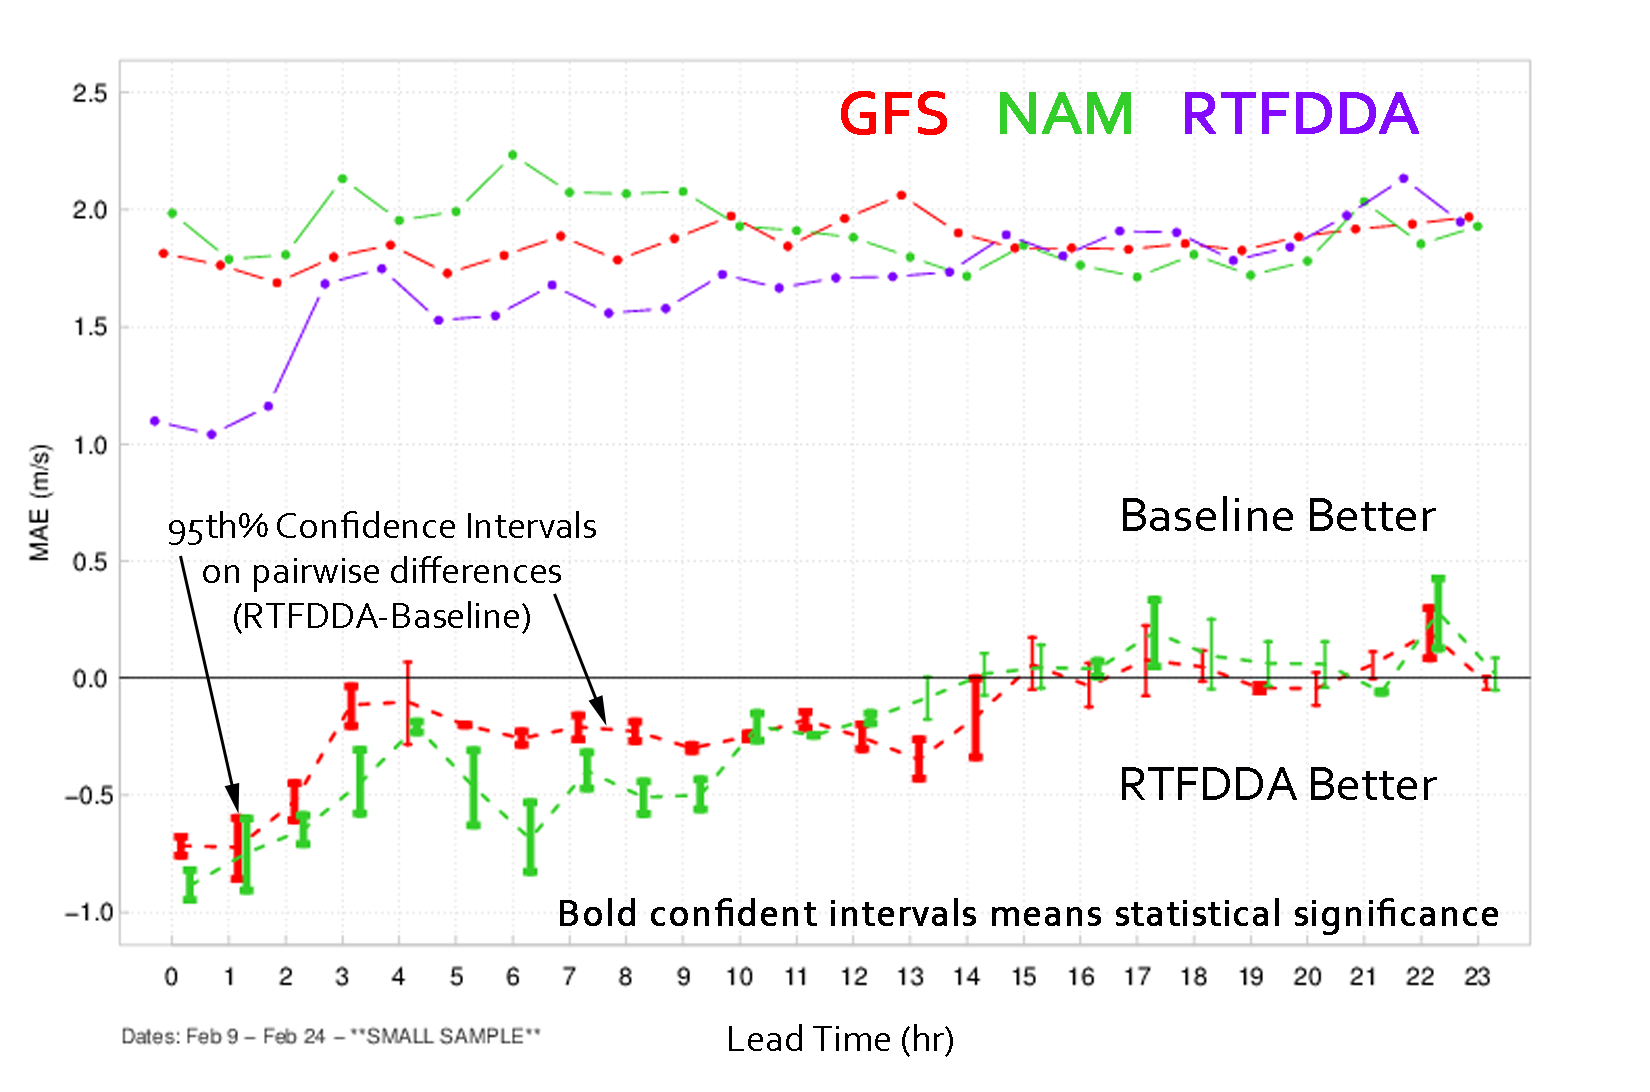 GFS NAM RTFDDA
2.5
2.0
1.5
1.0
0.5
0.0
−0.5
−1.0
MAE (m/s)
95th% Confidence Intervals
on pairwise differences
(RTFDDA-Baseline)
Baseline Better
RTFDDA Better
Bold confident intervals means statistical significance
0 1 2 3 4 5 6 7 8 9 10 11 12 13 14 15 16 17 18 19 20 21 22 23
Dates: Feb 9 − Feb 24 − **SMALL SAMPLE**
Lead Time (hr)